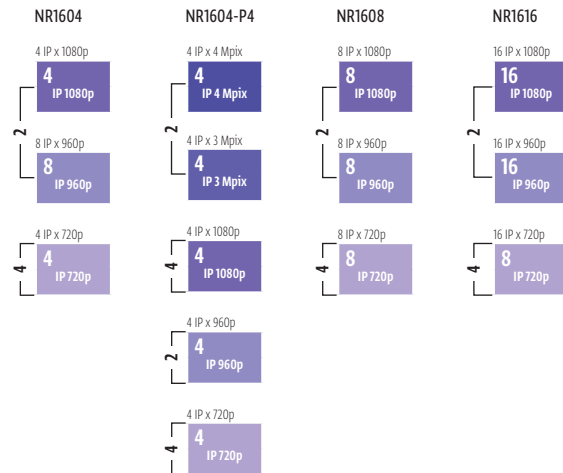 NR1604
4 IP x 1080p
4
IP 1080p
2
8 IP x 960p
8
IP 960p
4 IP x 720p
4
4
IP 720p
NR1604-P4
4 IP x 4 Mpix
4
IP 4 Mpix
2
4 IP x 3 Mpix
4
IP 3 Mpix
4 IP x 1080p
4
4
IP 1080p
4 IP x 960p
2
4
IP 960p
4 IP x 720p
4
4
IP 720p
NR1608
8 IP x 1080p
8
IP 1080p
2
8 IP x 960p
8
IP 960p
8 IP x 720p
4
8
IP 720p
NR1616
16 IP x 1080p
16
IP 1080p
2
16 IP x 960p
16
IP 960p
16 IP x 720p
4
8
IP 720p